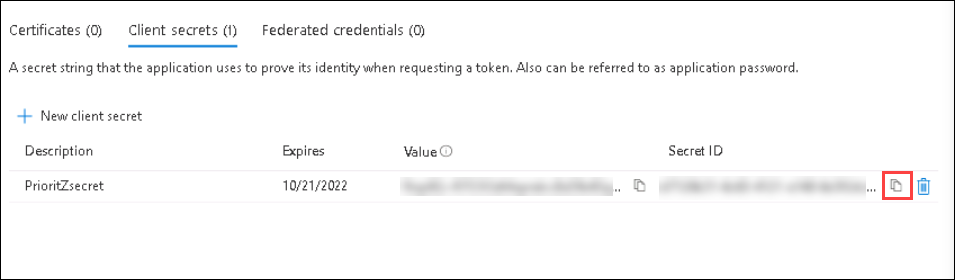 Certificates (0) Client secrets (1) Federated credentials (0)
A secret string that the application uses to prove its identity when requesting a token. Also can be referred to as application password.
New client secret
Description Expires Value Secret ID
PrioritZsecret 10/21/2022 ... ...